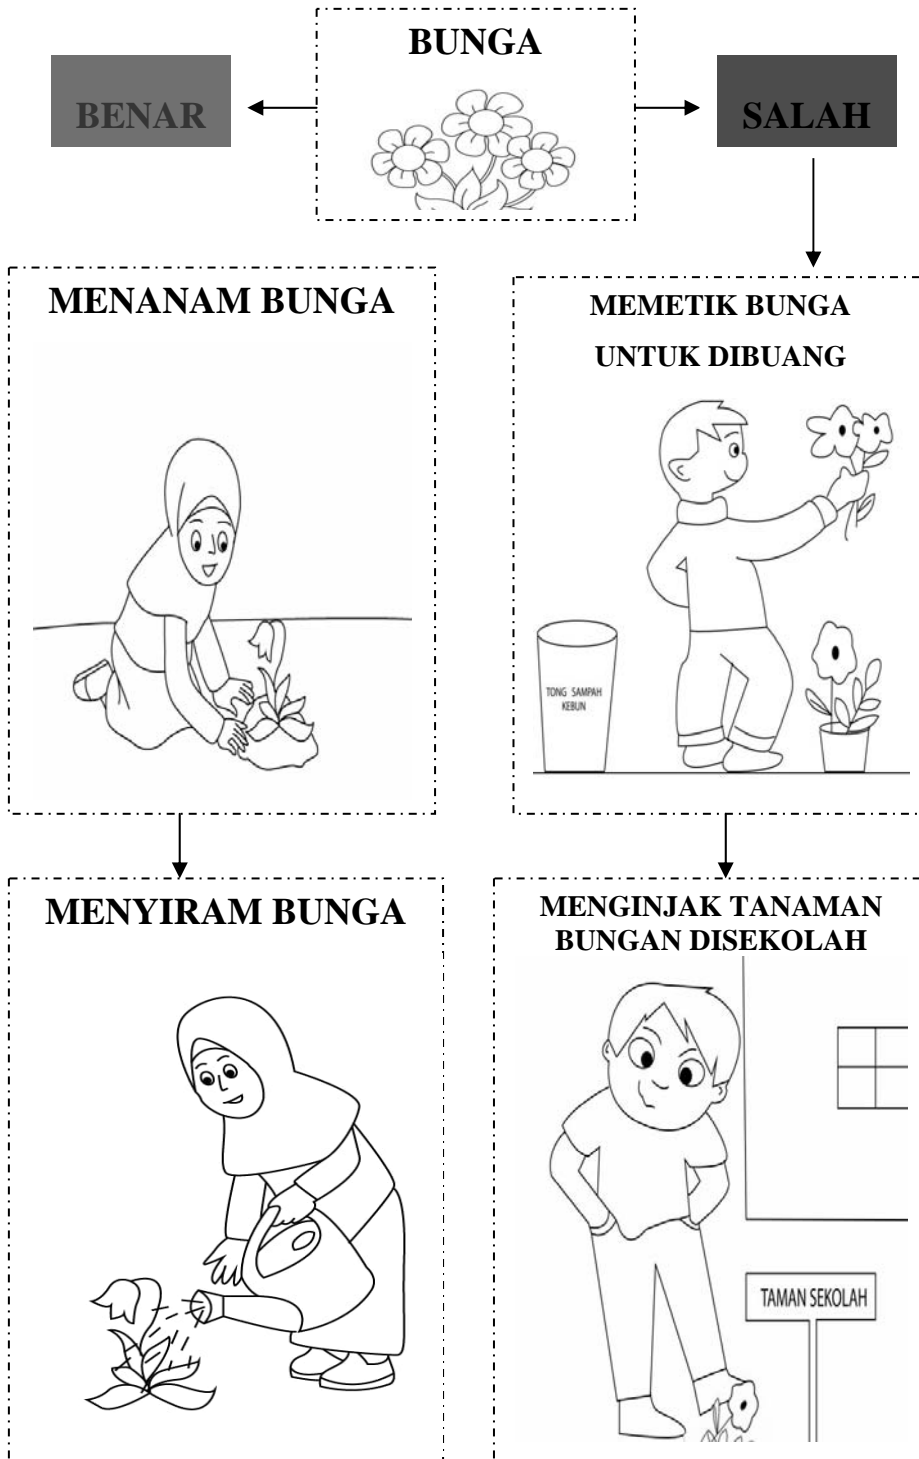 BUNGA
BENAR
SALAH
MENANAM BUNGA
MEMETIK BUNGA
UNTUK DIBUANG
TONG SAMPAH
KEBUN
MENYIRAM BUNGA
MENGINJAK TANAMAN
BUNGAN DISEKOLAH
TAMAN SEKOLAH